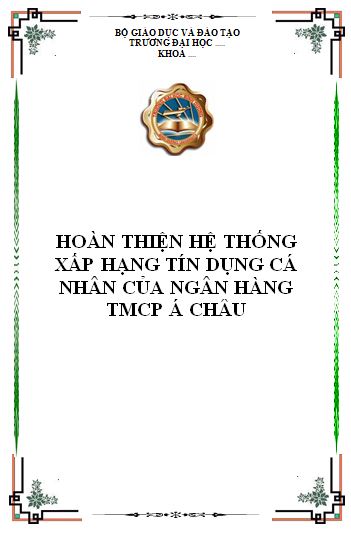 BỘ GIÁO DỤC VÀ ĐÀO TẠO
TRƯỜNG ĐẠI HỌC ....
KHOA ...
HOÀN THIỆN HỆ THỐNG
XẾP HẠNG TÍN DỤNG CÁ
NHÂN CỦA NGÂN HÀNG
TMCP Á CHÂU